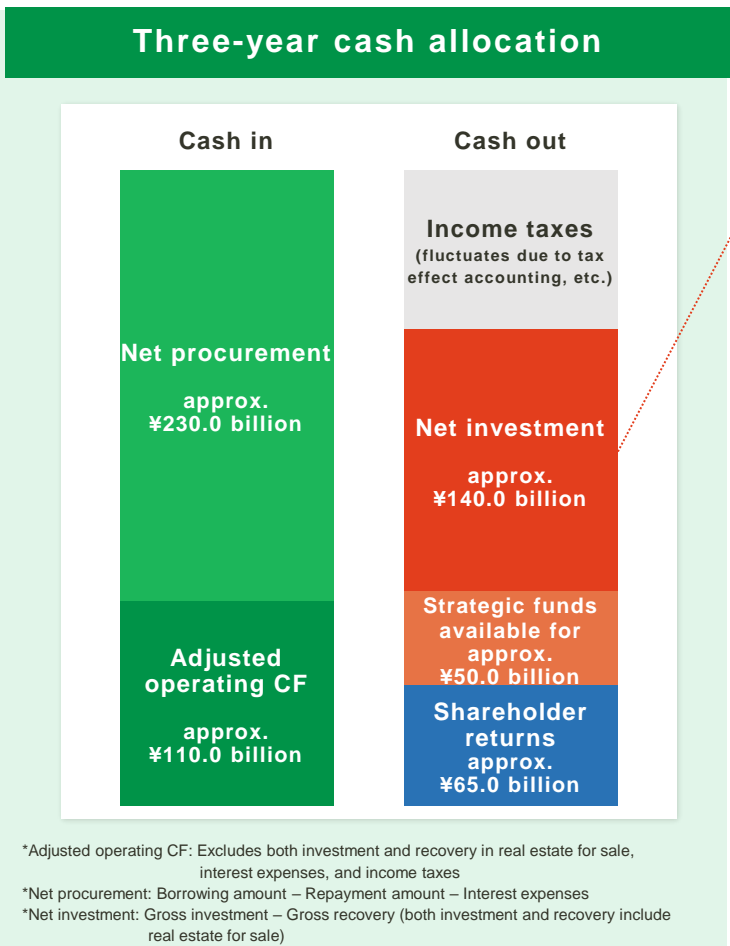 Three-year cash allocation
Cash in
Cash out
Net procurement
approx.
¥230.0 billion
Adjusted
operating CF
approx.
¥110.0 billion
Income taxes
(fluctuates due to tax
effect accounting, etc.)
Net investment
approx.
¥140.0 billion
Strategic funds
available for
approx.
¥50.0 billion
Shareholder
returns
approx.
¥65.0 billion
*Adjusted operating CF: Excludes both investment and recovery in real estate for sale,
interest expenses, and income taxes
*Net procurement: Borrowing amount – Repayment amount – Interest expenses
*Net investment: Gross investment – Gross recovery (both investment and recovery include
real estate for sale)